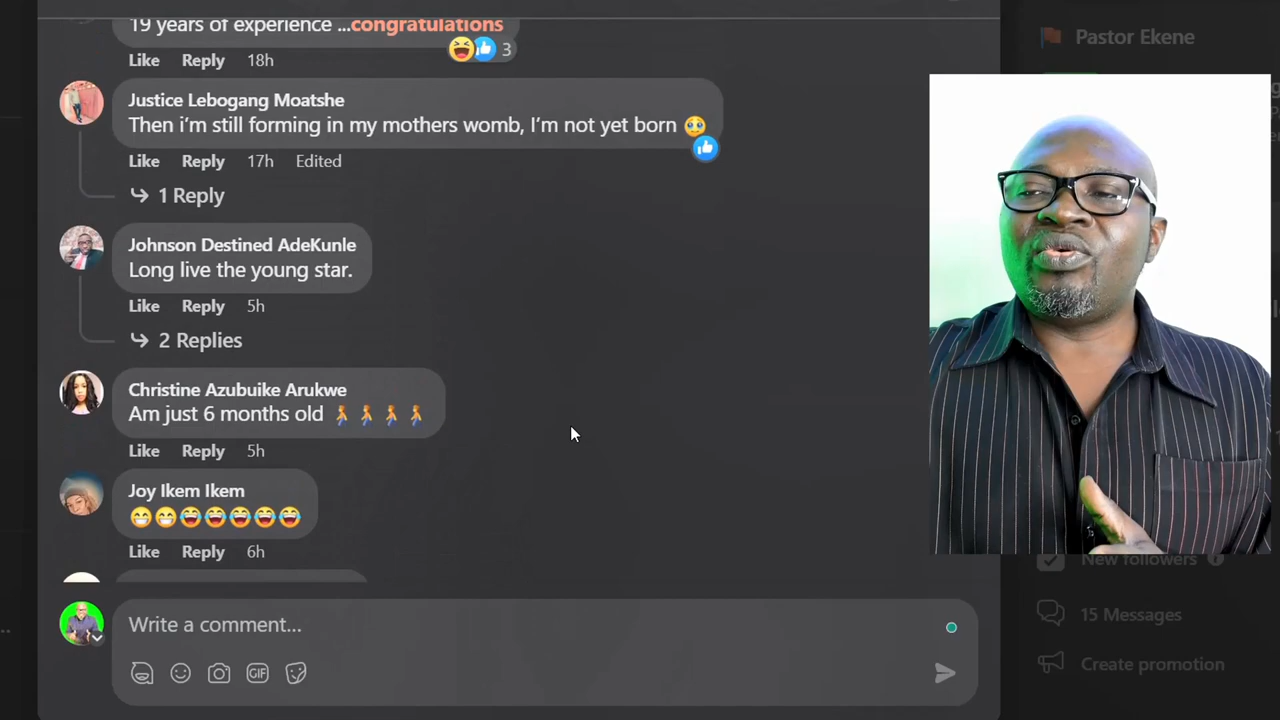 19 years of experience ...congratulations
3
Like Reply 18h
Justice Lebogang Moatshe
Then i'm still forming in my mothers womb, I'm not yet born 🥹
Like Reply 17h Edited
1 Reply
Johnson Destined AdeKunle
Long live the young star.
Like Reply 5h
2 Replies
Christine Azubuike Arukwe
Am just 6 months old 🚶🚶🚶🚶
Like Reply 5h
Joy Ikem Ikem
😁😁😂😂😂😂😂
Like Reply 6h
Write a comment...
GIF
Pastor Ekene
New followers
15 Messages
Create promotion